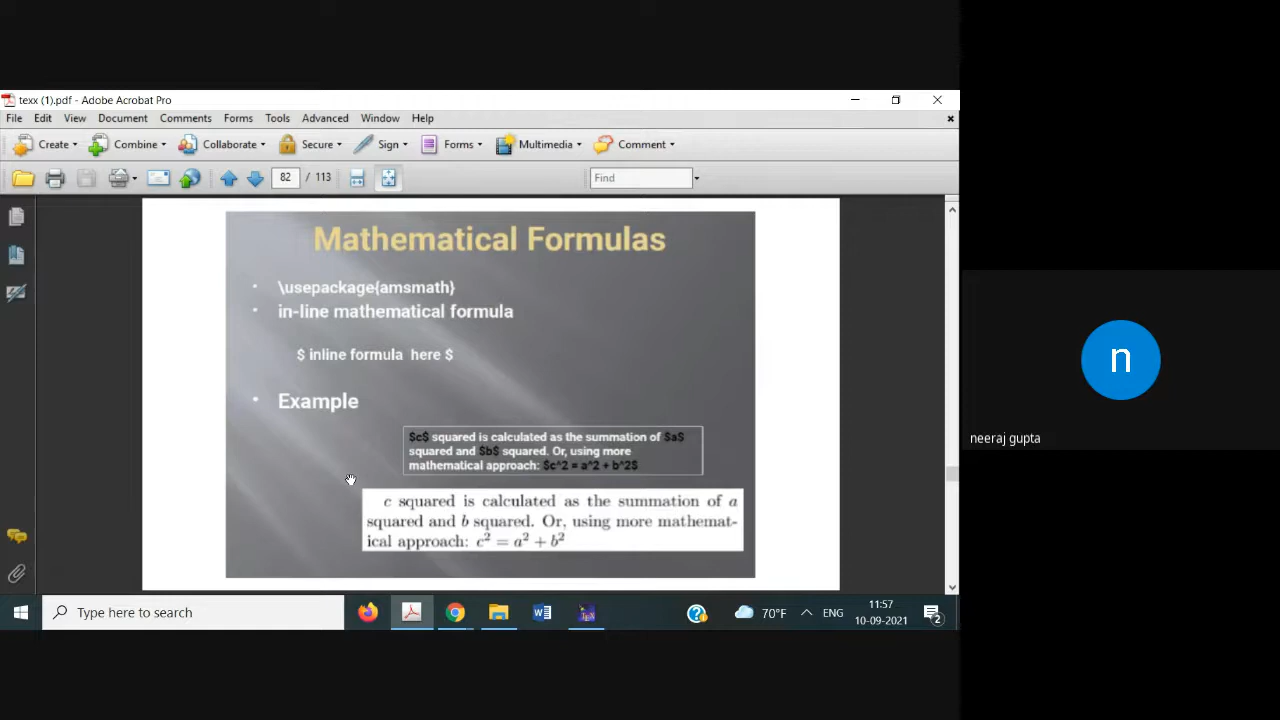 texx (1).pdf - Adobe Acrobat Pro
File Edit View Document Comments Forms Tools Advanced Window Help
Create Combine Collaborate Secure Sign Forms Multimedia Comment
82 / 113 Find
Mathematical Formulas
• \usepackage{amsmath}
• in-line mathematical formula
$ inline formula here $
• Example
$c$ squared is calculated as the summation of $a$
squared and $b$ squared. Or, using more
mathematical approach: $c^2 = a^2 + b^2$
c squared is calculated as the summation of a
squared and b squared. Or, using more mathemat-
ical approach: c² = a² + b²
n
neeraj gupta
Type here to search
70°F ENG
11:57
10-09-2021
2